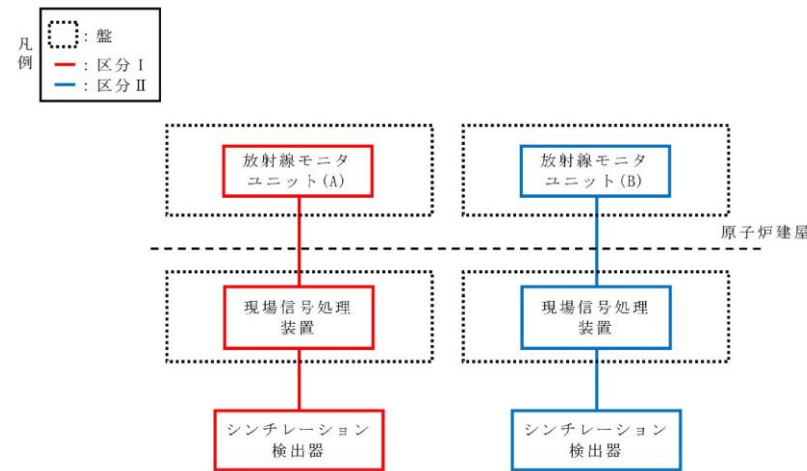 凡例
: 盤
: 区分Ⅰ
: 区分Ⅱ
放射線モニタ
ユニット(A)
放射線モニタ
ユニット(B)
原子炉建屋
現場信号処理
装置
現場信号処理
装置
シンチレーション
検出器
シンチレーション
検出器